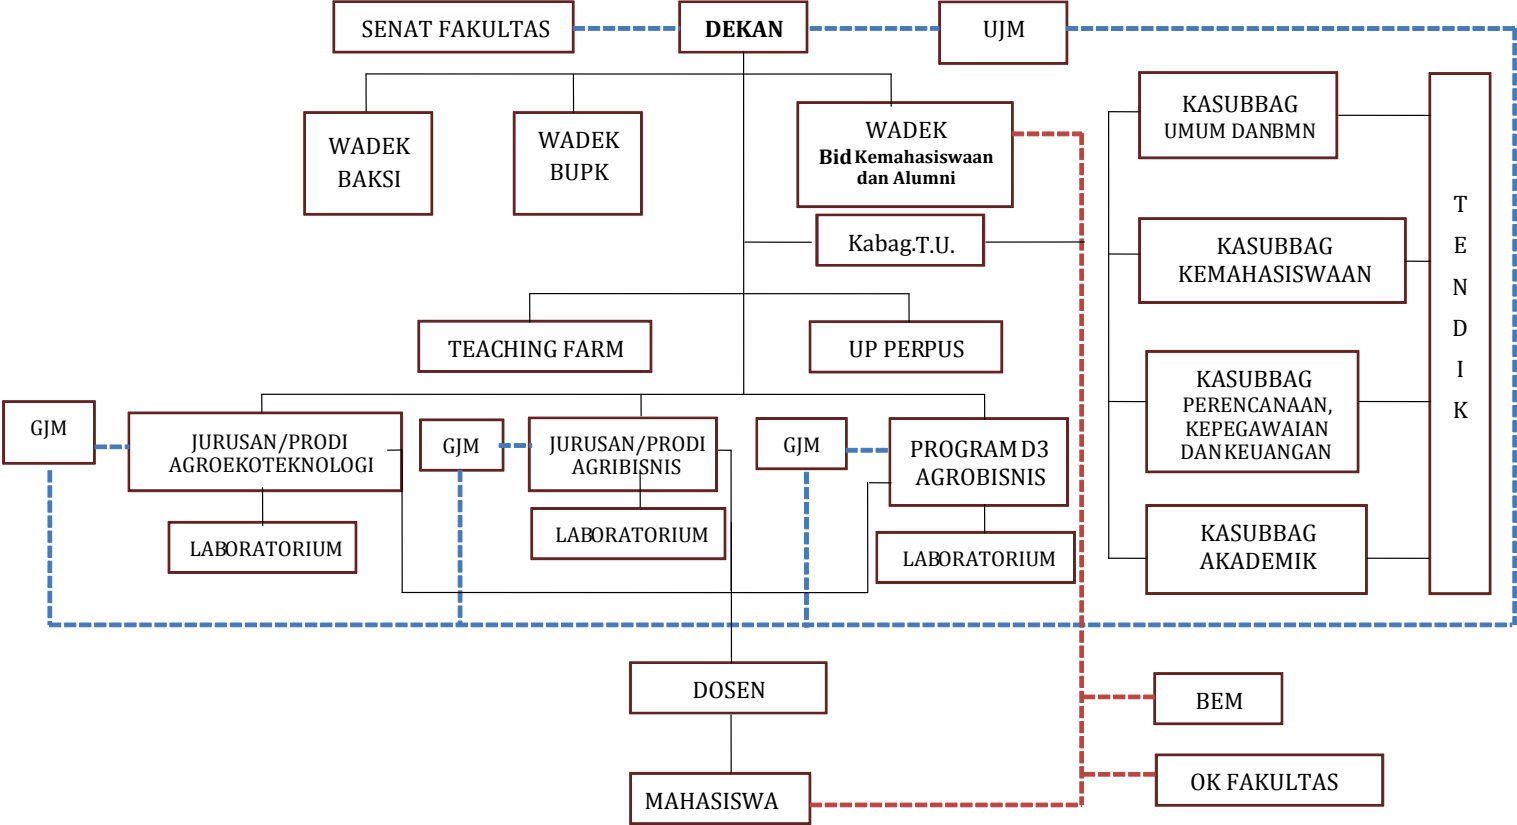 SENAT FAKULTAS
DEKAN
UJM
WADEK
BAKSI
WADEK
BUPK
WADEK
Bid Kemahasiswaan
dan Alumni
KASUBBAG
UMUM DANBMN
T
E
N
D
I
K
Kabag.T.U.
KASUBBAG
KEMAHASISWAAN
TEACHING FARM
UP PERPUS
KASUBBAG
PERENCANAAN,
KEPEGAWAIAN
DAN KEUANGAN
GJM
JURUSAN/PRODI
AGROEKOTEKNOLOGI
GJM
JURUSAN/PRODI
AGRIBISNIS
GJM
PROGRAM D3
AGROBISNIS
LABORATORIUM
LABORATORIUM
LABORATORIUM
KASUBBAG
AKADEMIK
DOSEN
BEM
MAHASISWA
OK FAKULTAS